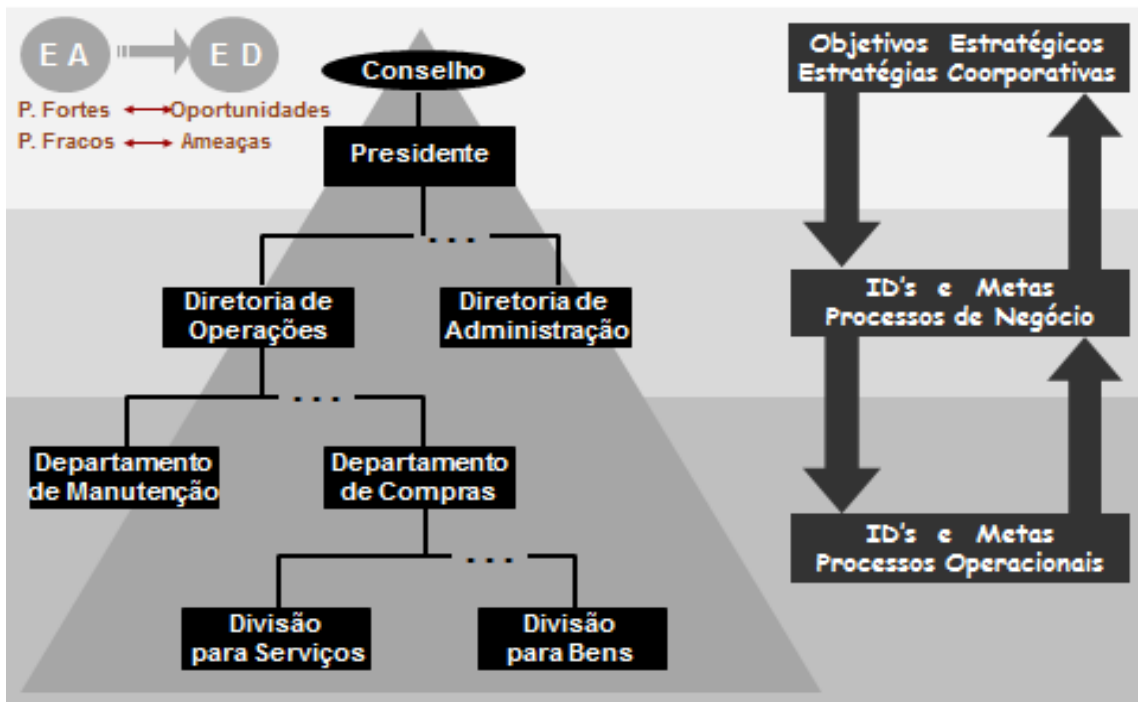 E A
E D
P. Fortes
Oportunidades
P. Fracos
Ameaças
Conselho
Presidente
. . .
Diretoria de
Operações
Diretoria de
Administração
. . .
Departamento
de Manutenção
Departamento
de Compras
. . .
Divisão
para Serviços
Divisão
para Bens
Objetivos Estratégicos
Estratégias Coorporativas
ID's e Metas
Processos de Negócio
ID's e Metas
Processos Operacionais